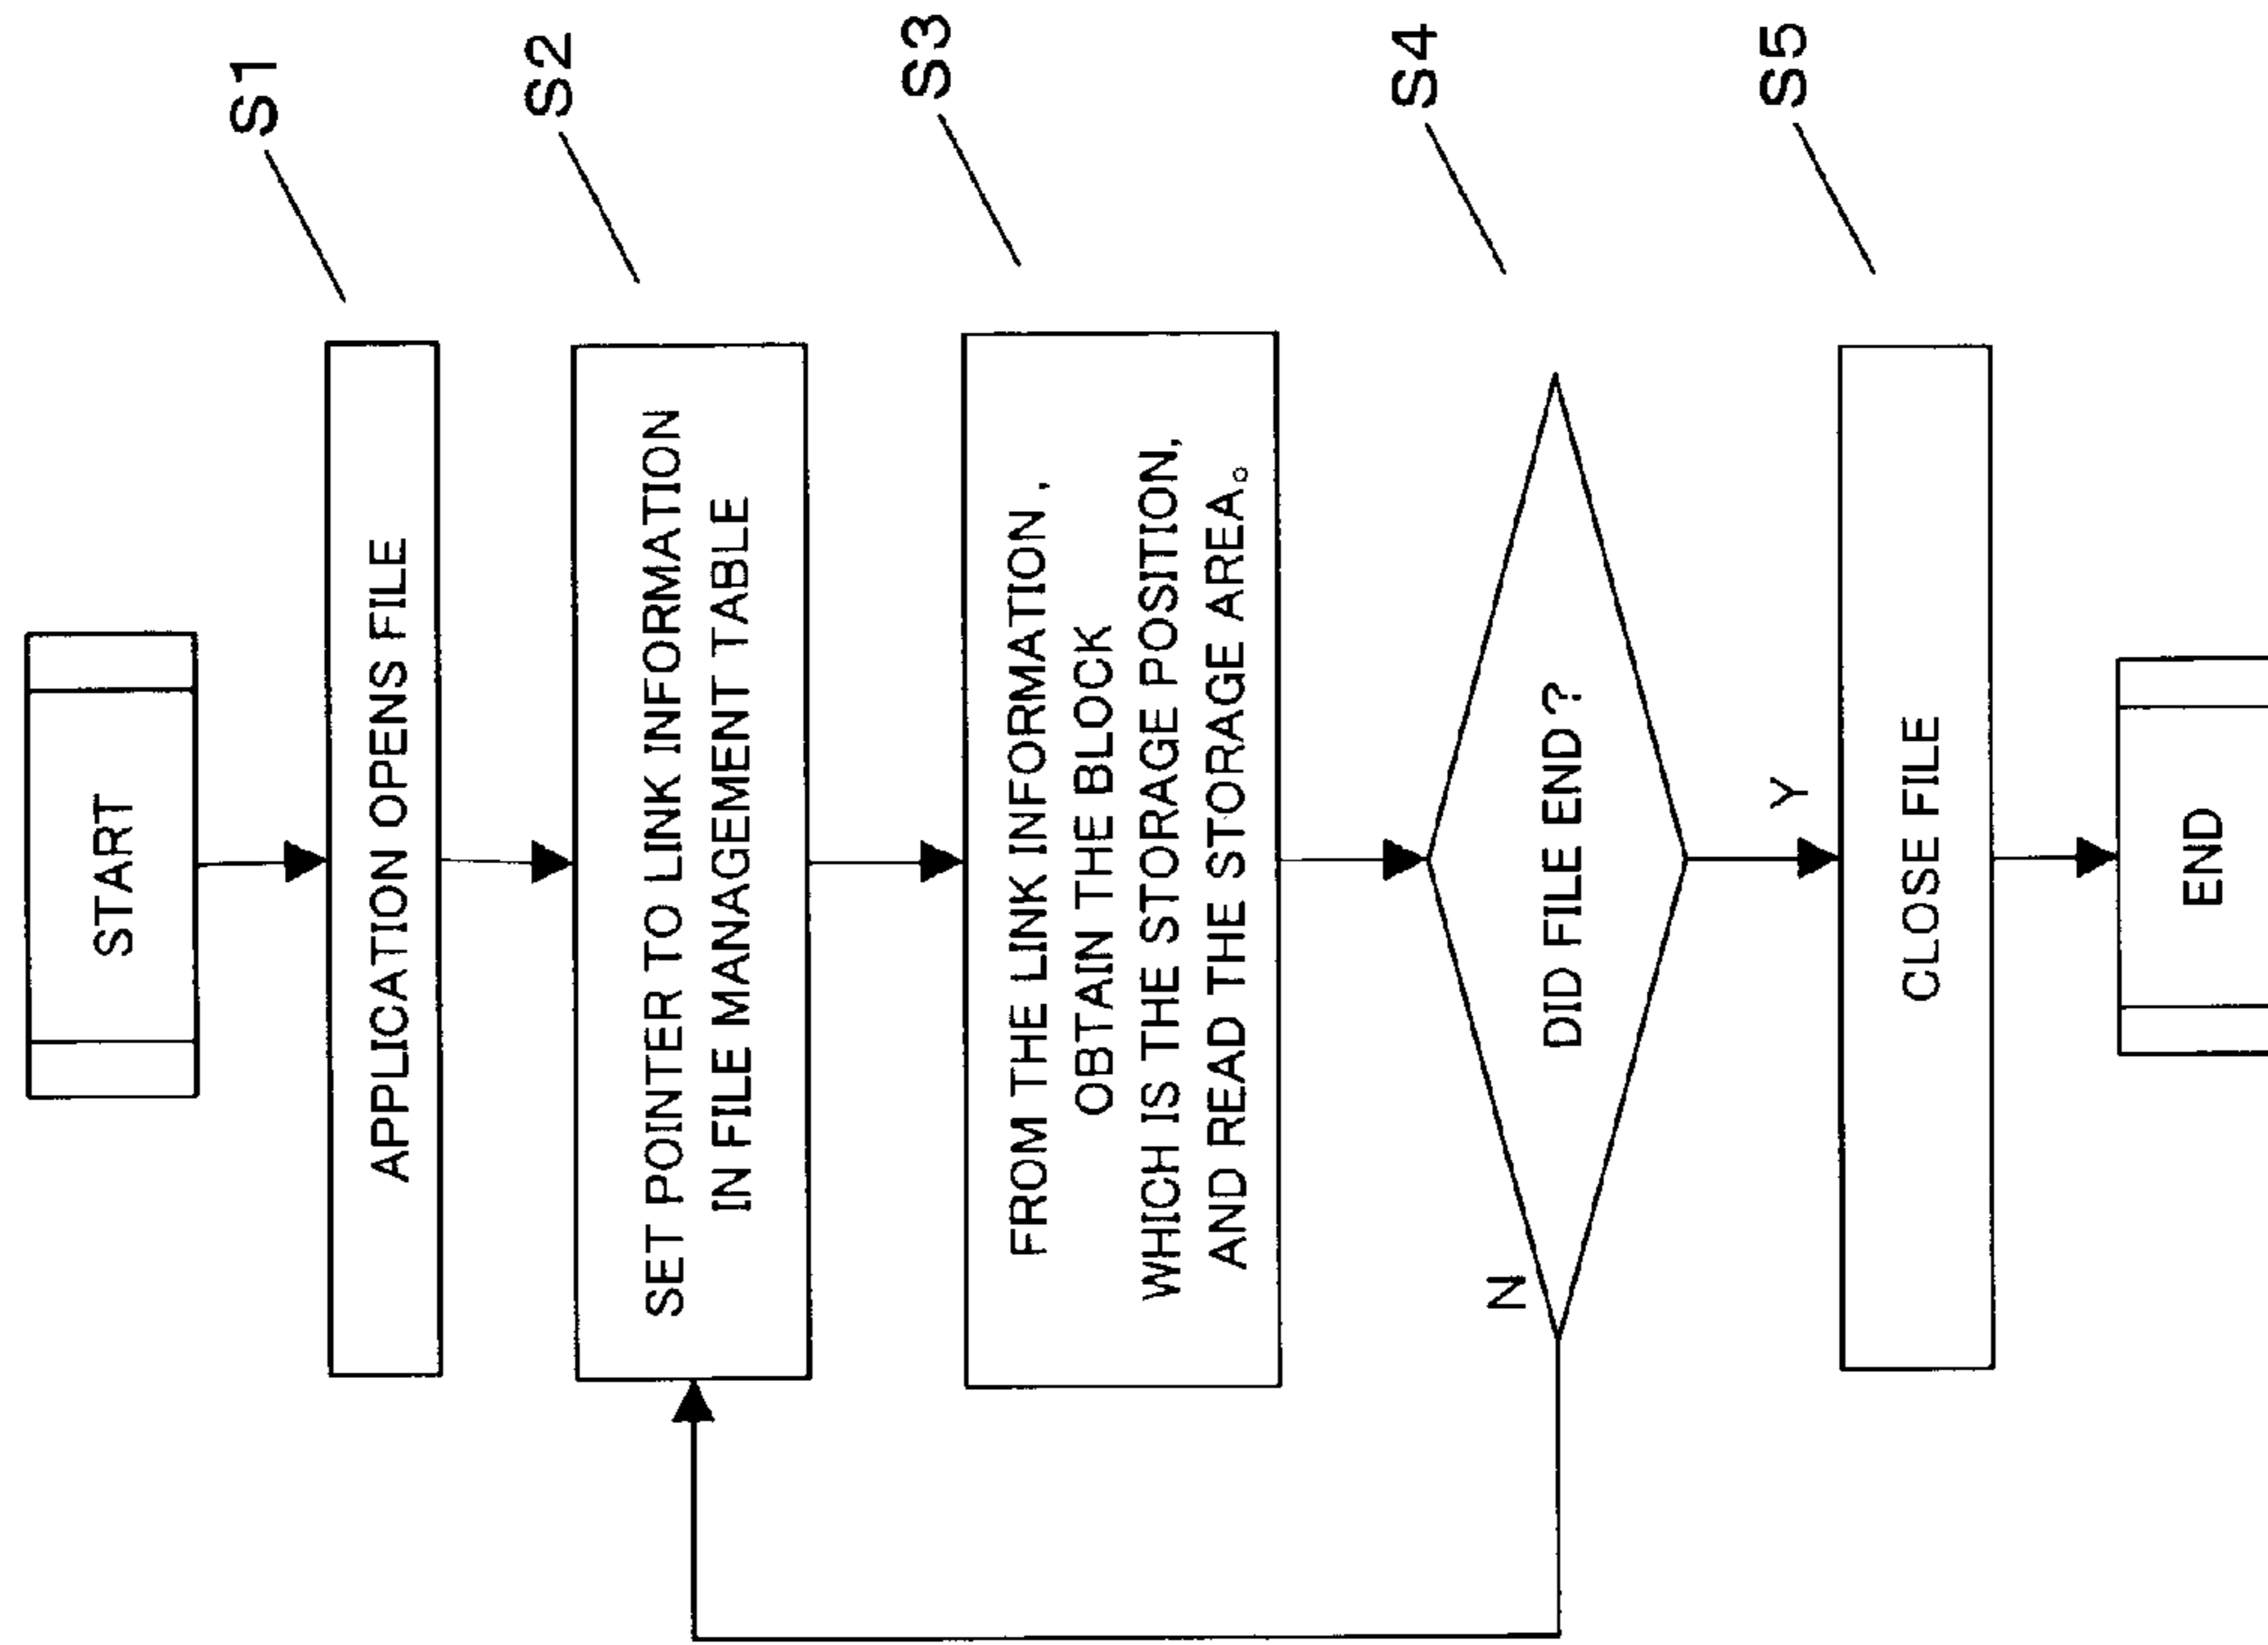 START
S1
APPLICATION OPENS FILE
S2
SET POINTER TO LINK INFORMATION
IN FILE MANAGEMENT TABLE
S3
FROM THE LINK INFORMATION,
OBTAIN THE BLOCK
WHICH IS THE STORAGE POSITION,
AND READ THE STORAGE AREA。
S4
N
DID FILE END?
Y
S5
CLOSE FILE
END